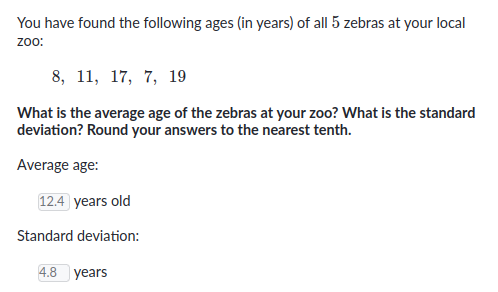 You have found the following ages (in years) of all 5 zebras at your local
zoo:
8, 11, 17, 7, 19
What is the average age of the zebras at your zoo? What is the standard
deviation? Round your answers to the nearest tenth.
Average age:
12.4 years old
Standard deviation:
4.8 years